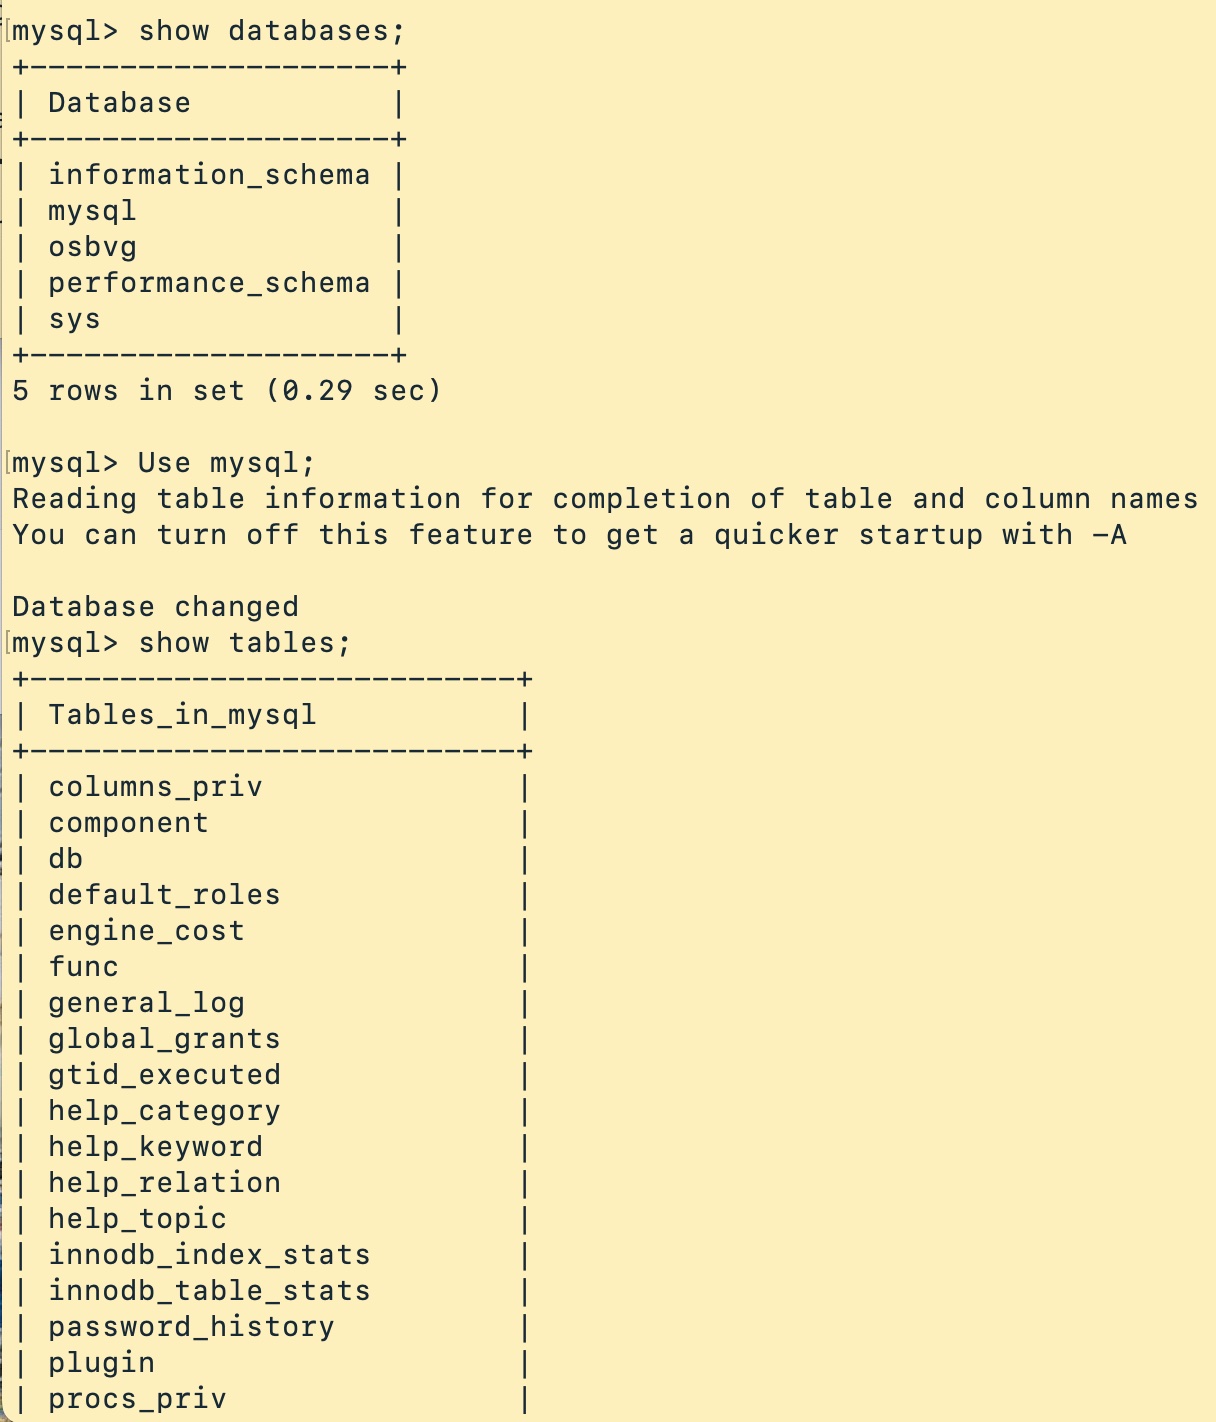 mysql> show databases;
+--------------------+
| Database           |
+--------------------+
| information_schema |
| mysql              |
| osbvg              |
| performance_schema |
| sys                |
+--------------------+
5 rows in set (0.29 sec)

mysql> Use mysql;
Reading table information for completion of table and column names
You can turn off this feature to get a quicker startup with -A

Database changed
mysql> show tables;
+---------------------------+
| Tables_in_mysql           |
+---------------------------+
| columns_priv              |
| component                 |
| db                        |
| default_roles             |
| engine_cost               |
| func                      |
| general_log               |
| global_grants             |
| gtid_executed             |
| help_category             |
| help_keyword              |
| help_relation             |
| help_topic                |
| innodb_index_stats        |
| innodb_table_stats        |
| password_history          |
| plugin                    |
| procs_priv                |